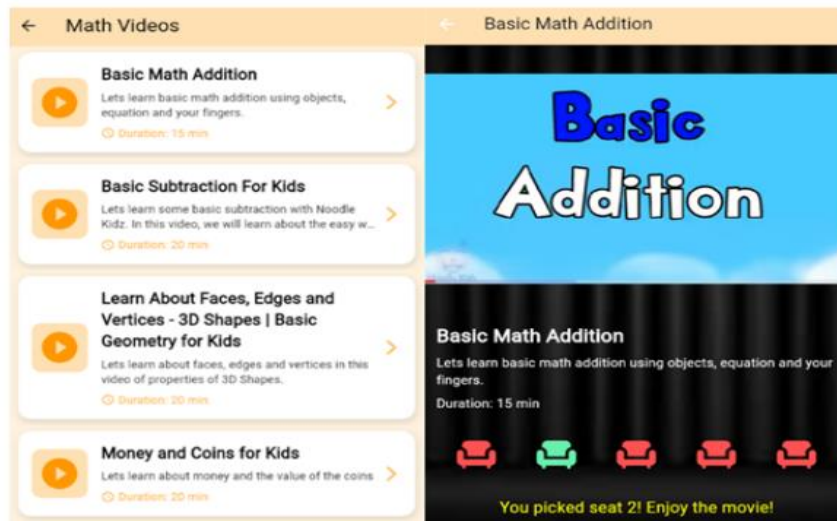 Math Videos
Basic Math Addition
Lets learn basic math addition using objects,
equation and your fingers.
Duration: 15 min
Basic Subtraction For Kids
Lets learn some basic subtraction with Noodle
Kidz. In this video, we will learn about the easy w...
Duration: 20 min
Learn About Faces, Edges and
Vertices - 3D Shapes | Basic
Geometry for Kids
Lets learn about faces, edges and vertices in this
video of properties of 3D Shapes.
Duration: 20 min
Money and Coins for Kids
Lets learn about money and the value of the coins
Duration: 20 min
Basic Math Addition
Basic
Addition
Basic Math Addition
Lets learn basic math addition using objects, equation and your
fingers.
Duration: 15 min
You picked seat 2! Enjoy the movie!